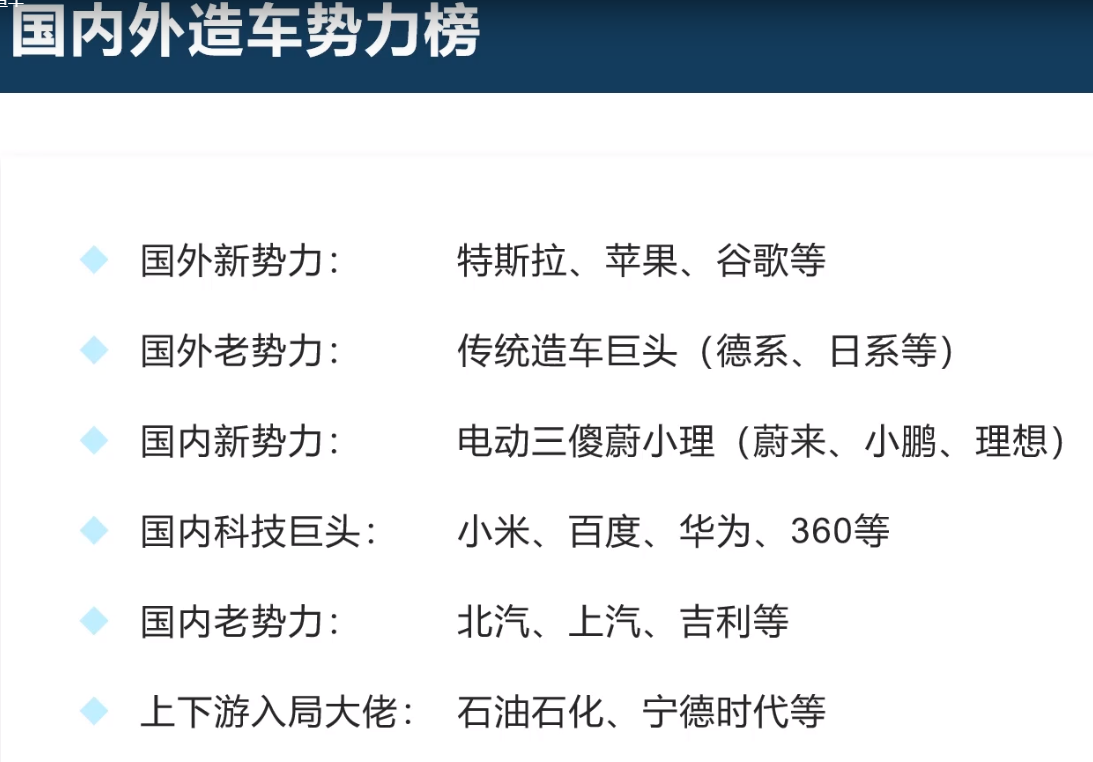 国内外造车势力榜
国外新势力： 特斯拉、苹果、谷歌等
国外老势力： 传统造车巨头（德系、日系等）
国内新势力： 电动三傻蔚小理（蔚来、小鹏、理想）
国内科技巨头： 小米、百度、华为、360等
国内老势力： 北汽、上汽、吉利等
上下游入局大佬： 石油石化、宁德时代等